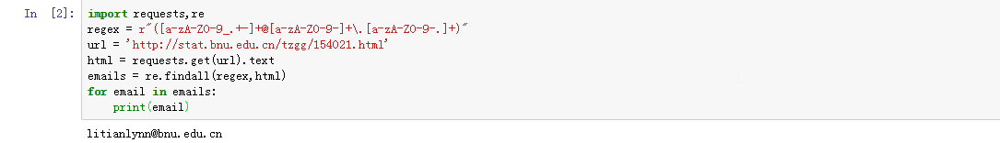 In [2]: import requests,re
regex = r"([a-zA-Z0-9_.+-]+@[a-zA-Z0-9-]+\.[a-zA-Z0-9-.]+)"
url = 'http://stat.bnu.edu.cn/tzgg/154021.html'
html = requests.get(url).text
emails = re.findall(regex,html)
for email in emails:
    print(email)
litianlynn@bnu.edu.cn